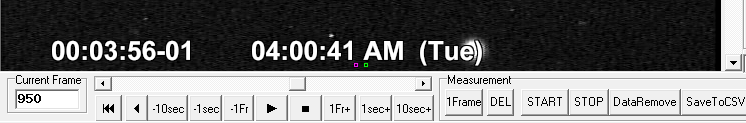 00:03:56-01 04:00:41 AM (Tue)
Current Frame
950
-10sec -1sec -1Fr 1Fr+ 1sec+ 10sec+
Measurement
1Frame DEL START STOP DataRemove SaveToCSV